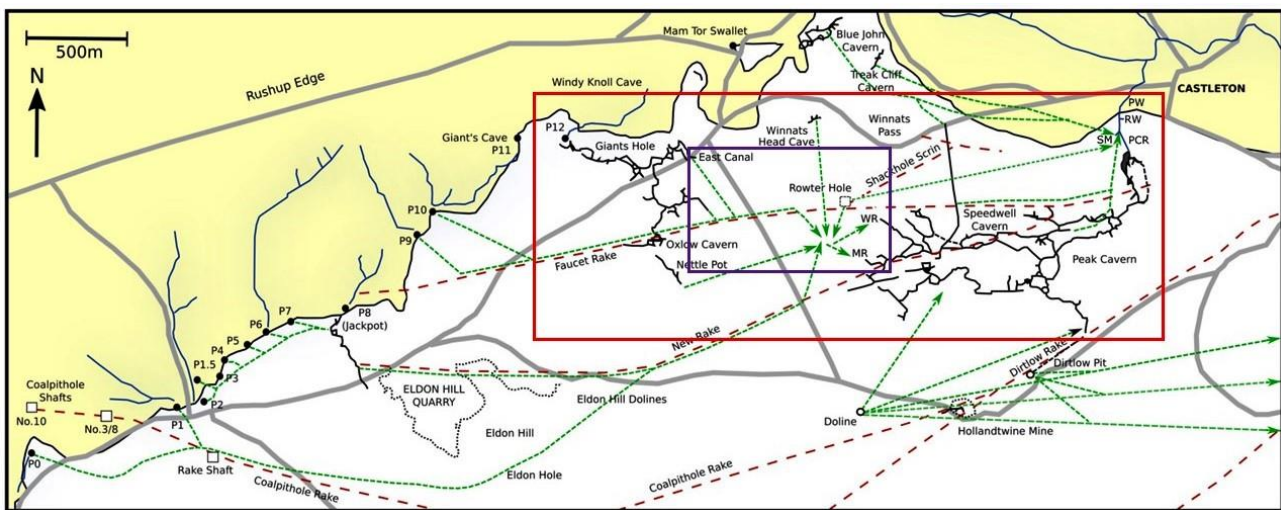 500m
N
Rushup Edge
Mam Tor Swallet
Blue John
Cavern
Treak Cliff
Cavern
CASTLETON
Windy Knoll Cave
Giant's Cave
P11
P12
Giants Hole
East Canal
Winnats
Head Cave
Winnats
Pass
PW
RW
SM
PCR
Shackhole Scrin
Rowter Hole
P10
P9
Oxlow Cavern
Faucet Rake
Nettle Pot
WR
MR
Speedwell
Cavern
Peak Cavern
P8
(Jackpot)
P7
P6
P5
P4
P3
P1.5
P2
P1
P0
Coalpithole
Shafts
No.10
No.3/8
Rake Shaft
Coalpithole Rake
ELDON HILL
QUARRY
Eldon Hill
Eldon Hill Dolines
Eldon Hole
New Rake
Dirtlow Rake
Dirtlow Pit
Doline
Hollandtwine Mine
Coalpithole Rake